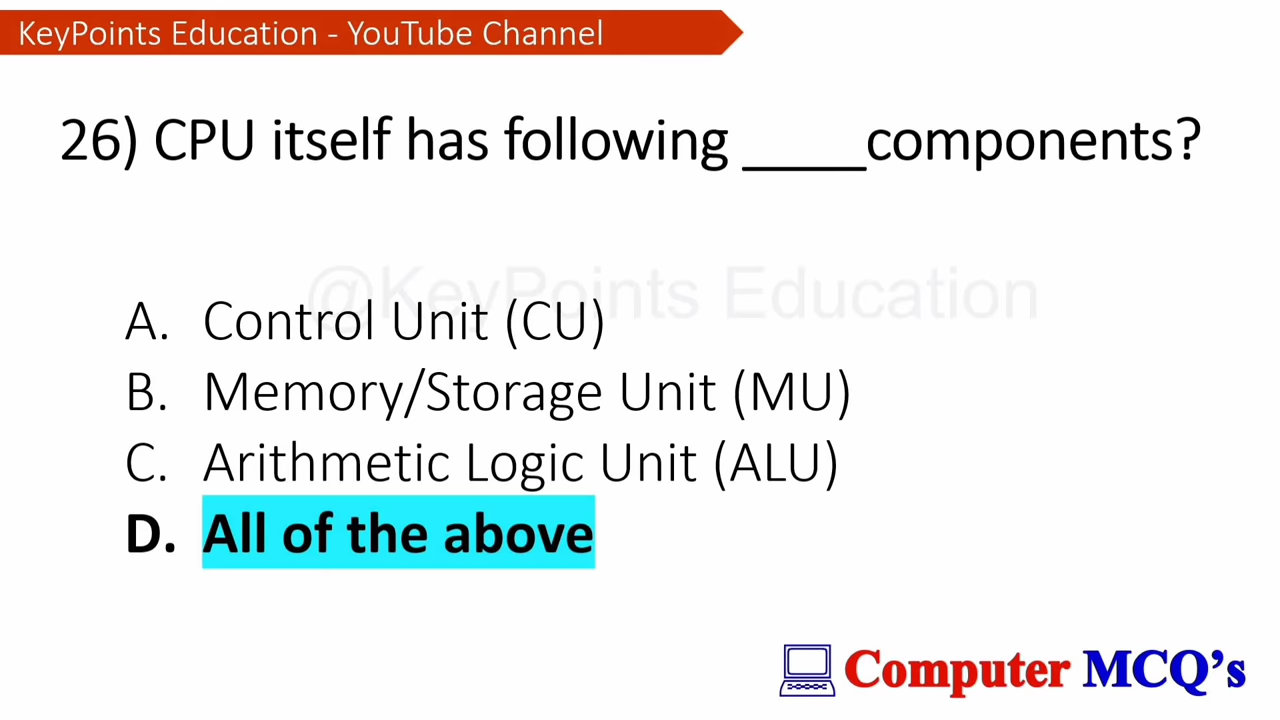 KeyPoints Education - YouTube Channel
26) CPU itself has following ____components?
@KeyPoints Education
A. Control Unit (CU)
B. Memory/Storage Unit (MU)
C. Arithmetic Logic Unit (ALU)
D. All of the above
Computer MCQ's